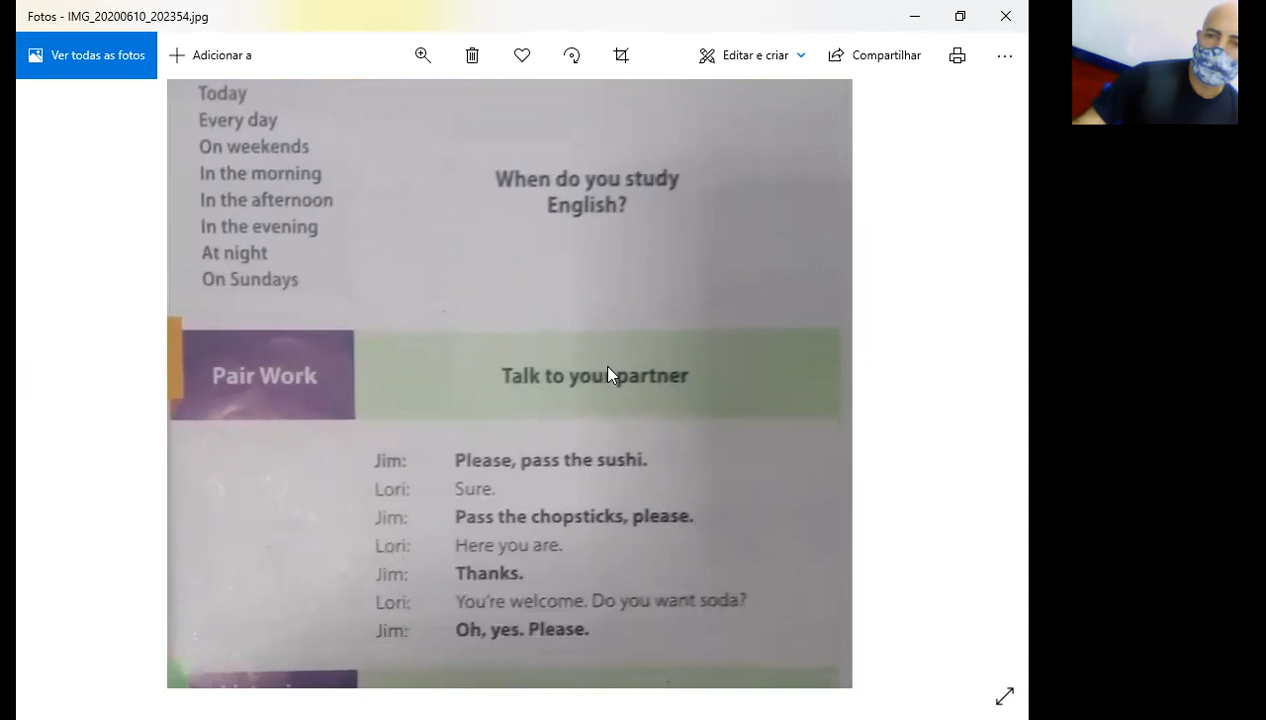 Fotos - IMG_20200610_202354.jpg
Ver todas as fotos
Adicionar a
Editar e criar
Compartilhar
Today
Every day
On weekends
In the morning
In the afternoon
In the evening
At night
On Sundays
When do you study
English?
Pair Work
Talk to your partner
Jim: Please, pass the sushi.
Lori: Sure.
Jim: Pass the chopsticks, please.
Lori: Here you are.
Jim: Thanks.
Lori: You're welcome. Do you want soda?
Jim: Oh, yes. Please.